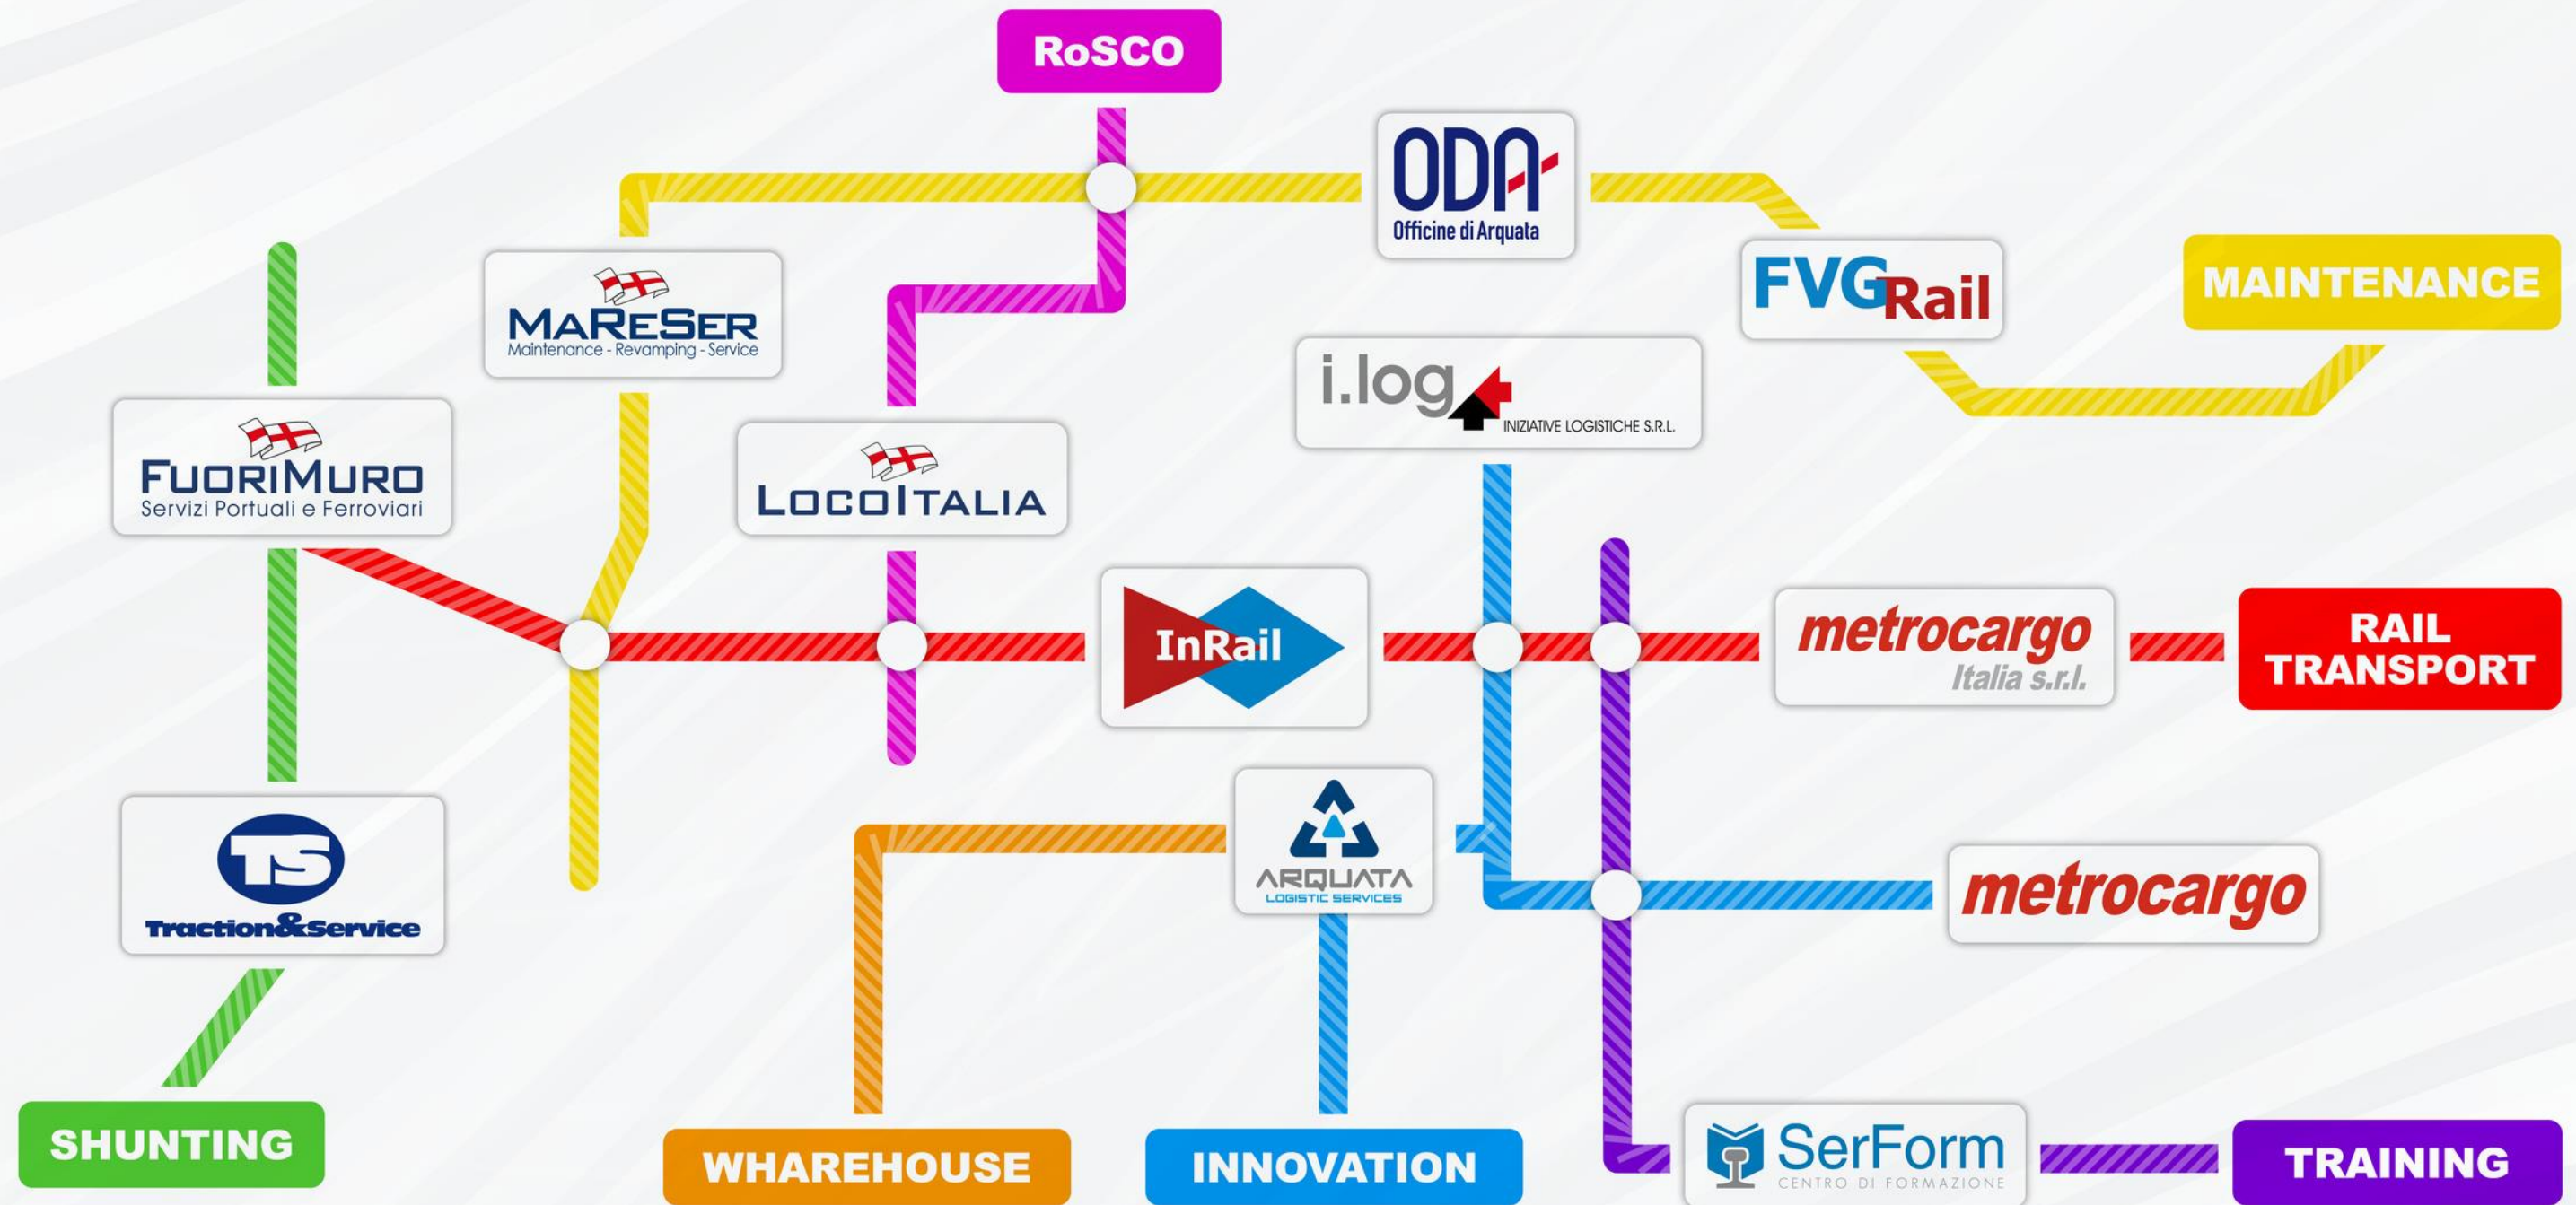 RoSCO
ODA
Officine di Arquata
MARESER
Maintenance - Revamping - Service
FVGRail
MAINTENANCE
i.log
INIZIATIVE LOGISTICHE S.R.L.
FUORIMURO
Servizi Portuali e Ferroviari
LOCOITALIA
InRail
metrocargo
Italia s.r.l.
RAIL
TRANSPORT
TS
Traction&Service
ARQUATA
LOGISTIC SERVICES
metrocargo
SHUNTING
WHAREHOUSE
INNOVATION
SerForm
CENTRO DI FORMAZIONE
TRAINING